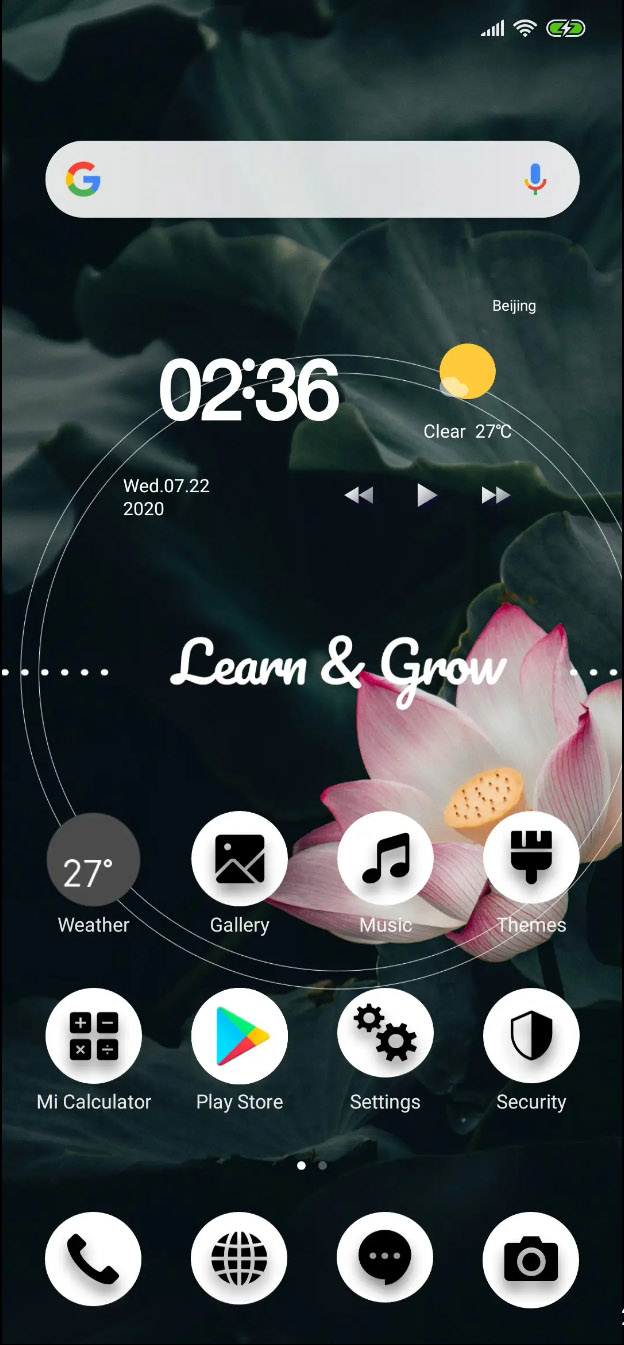 Beijing
02:36
Clear 27℃
Wed.07.22
2020
Learn & Grow
27°
Weather
Gallery
Music
Themes
Mi Calculator
Play Store
Settings
Security